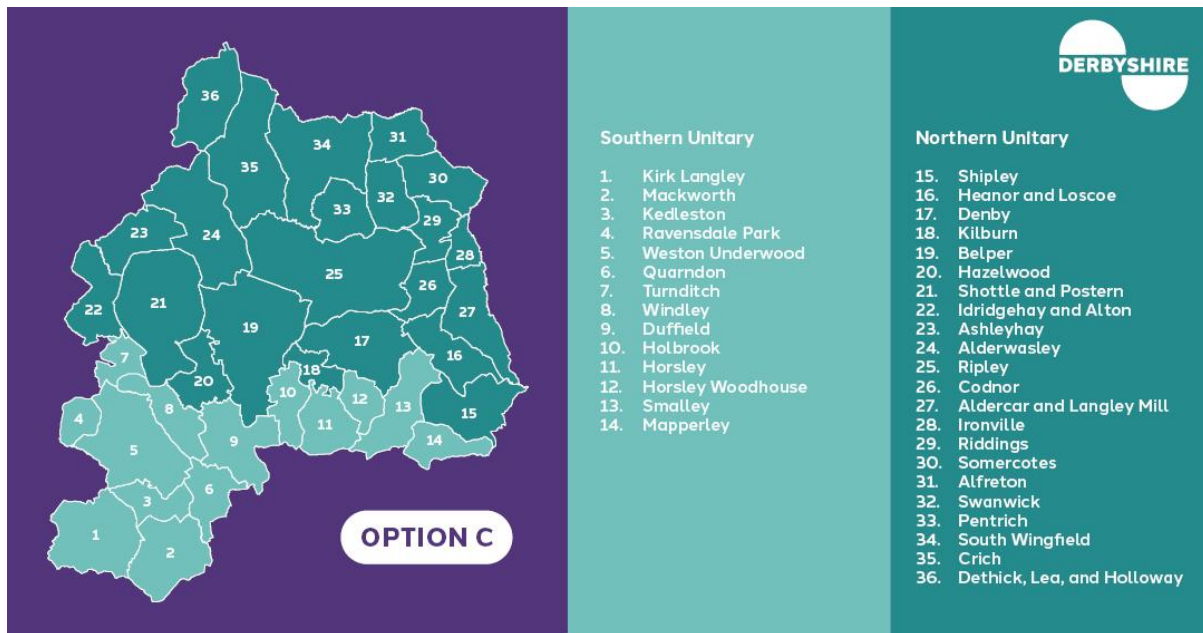 36
35
34
31
30
32
33
29
23
24
28
25
26
21
22
27
19
17
7
16
18
20
10
12
4
8
13
15
11
5
9
14
6
3
1
2
OPTION C
Southern Unitary
1. Kirk Langley
2. Mackworth
3. Kedleston
4. Ravensdale Park
5. Weston Underwood
6. Quarndon
7. Turnditch
8. Windley
9. Duffield
10. Holbrook
11. Horsley
12. Horsley Woodhouse
13. Smalley
14. Mapperley
DERBYSHIRE
Northern Unitary
15. Shipley
16. Heanor and Loscoe
17. Denby
18. Kilburn
19. Belper
20. Hazelwood
21. Shottle and Postern
22. Idridgehay and Alton
23. Ashleyhay
24. Alderwasley
25. Ripley
26. Codnor
27. Aldercar and Langley Mill
28. Ironville
29. Riddings
30. Somercotes
31. Alfreton
32. Swanwick
33. Pentrich
34. South Wingfield
35. Crich
36. Dethick, Lea, and Holloway